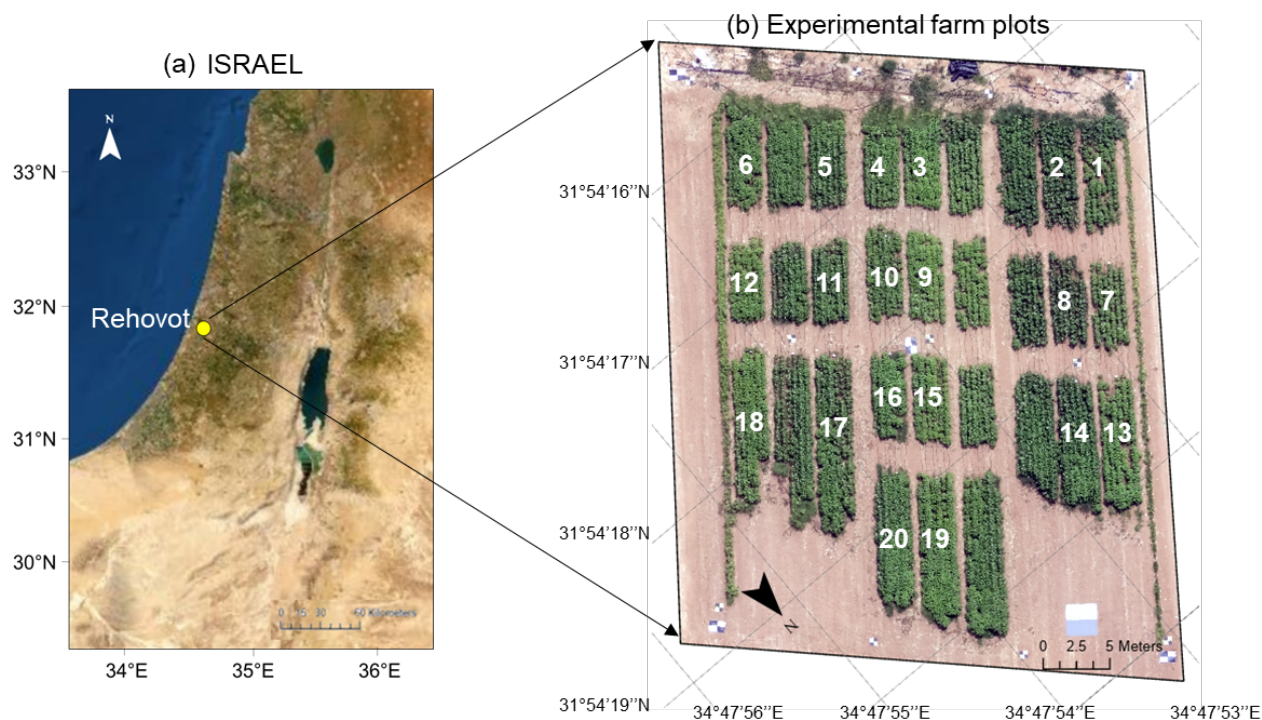 (a) ISRAEL
N
33°N
32°N
31°N
30°N
34°E 35°E 36°E
Rehovot
0 15 30 60 Kilometers
(b) Experimental farm plots
31°54'16''N
31°54'17''N
31°54'18''N
31°54'19''N
6 5 4 3 2 1
12 11 10 9 8 7
18 17 16 15 14 13
20 19
N
0 2.5 5 Meters
34°47'56''E 34°47'55''E 34°47'54''E 34°47'53''E